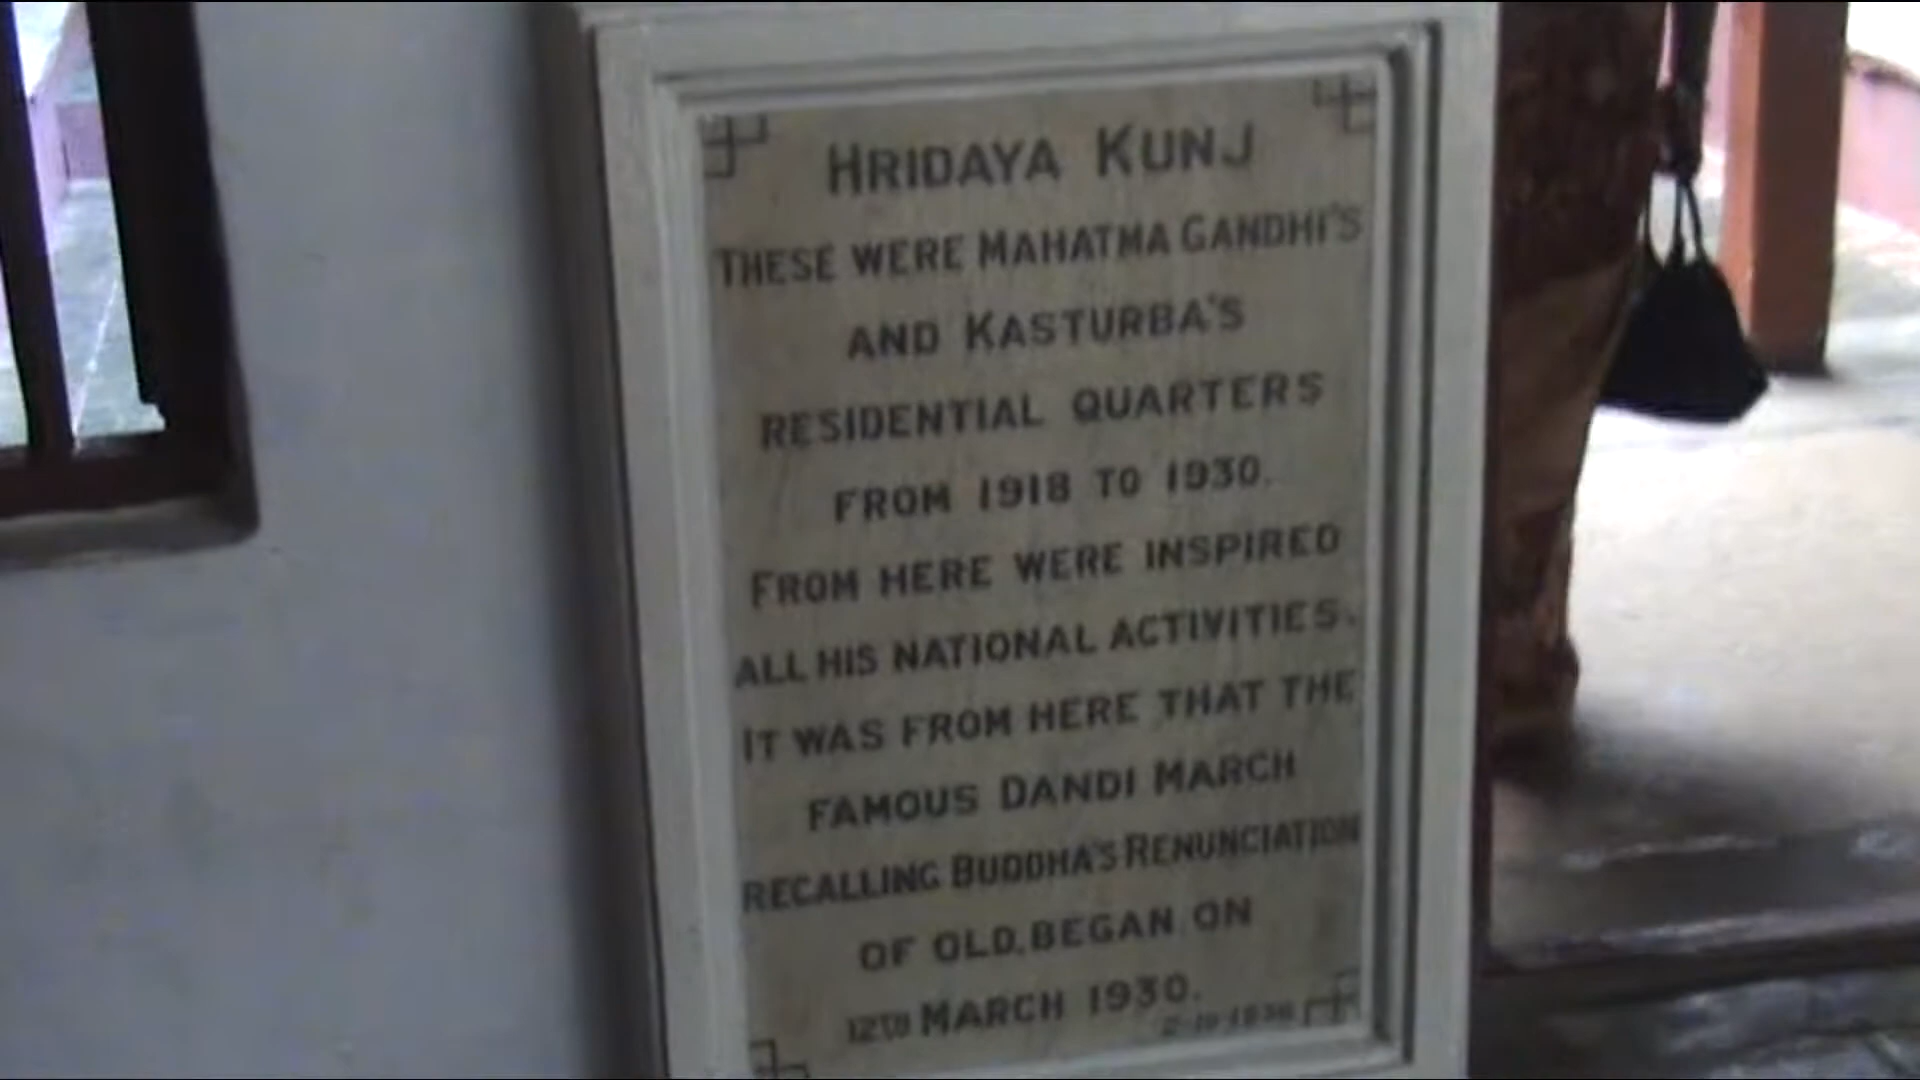 HRIDAYA KUNJ
THESE WERE MAHATMA GANDHI'S
AND KASTURBA'S
RESIDENTIAL QUARTERS
FROM 1918 TO 1930.
FROM HERE WERE INSPIRED
ALL HIS NATIONAL ACTIVITIES.
IT WAS FROM HERE THAT THE
FAMOUS DANDI MARCH
RECALLING BUDDHA'S RENUNCIATION
OF OLD, BEGAN ON
12TH MARCH 1930.